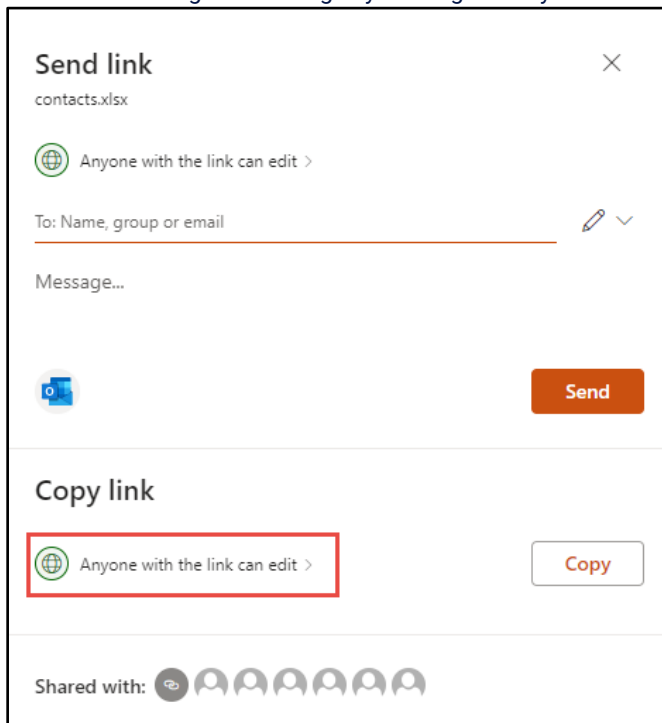 Send link
contacts.xlsx
Anyone with the link can edit >
To: Name, group or email
Message...
Send
Copy link
Anyone with the link can edit >
Copy
Shared with: